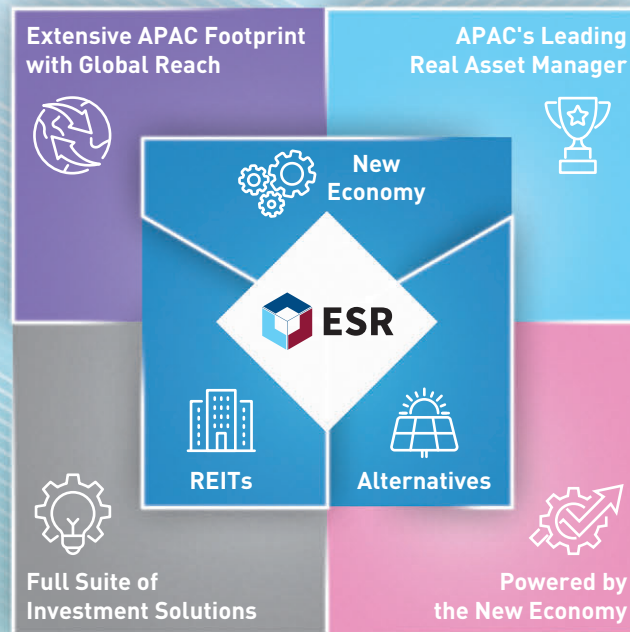 Extensive APAC Footprint
with Global Reach
APAC's Leading
Real Asset Manager
New
Economy
ESR
REITs
Alternatives
Full Suite of
Investment Solutions
Powered by
the New Economy